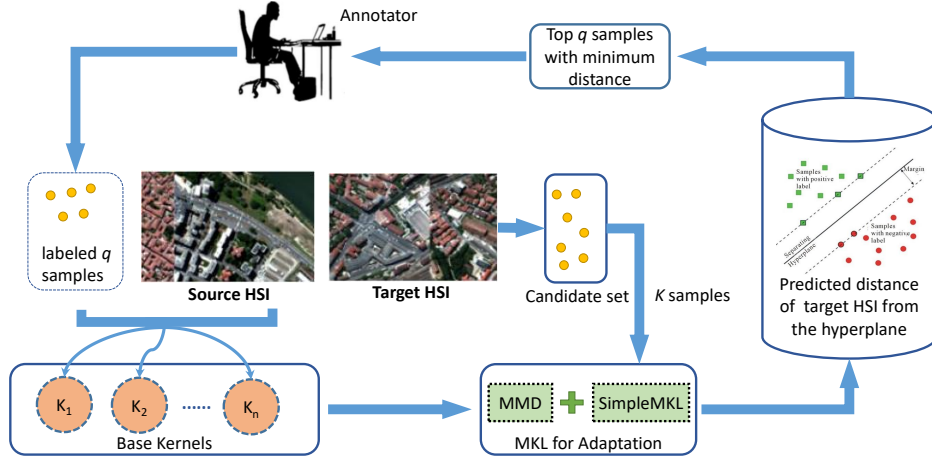 Annotator
Top q samples
with minimum
distance
labeled q
samples
Source HSI
Target HSI
Candidate set
K samples
Samples
with positive
label
Margin
Separating
Hyperplane
Samples
with negative
label
Predicted distance
of target HSI from
the hyperplane
K1
K2
......
Kn
Base Kernels
MMD
SimpleMKL
MKL for Adaptation